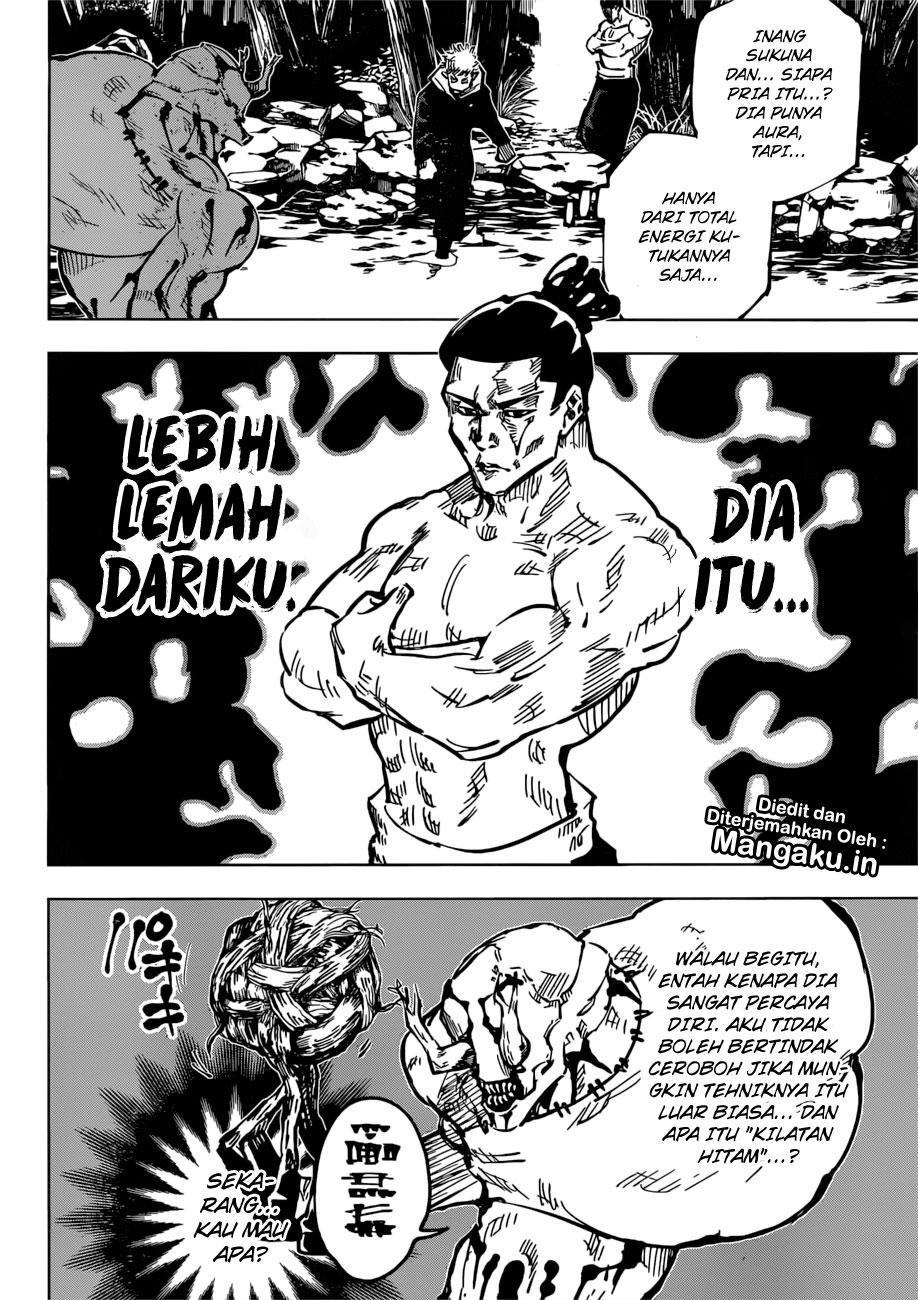 INANG
SUKUNA
DAN... SIAPA
PRIA ITU...?
DIA PUNYA
AURA,
TAPI...
HANYA
DARI TOTAL
ENERGI KU-
TUKANNYA
SAJA...
DIA
ITU...
LEBIH
LEMAH
DARIKU.
Diedit dan
Diterjemahkan Oleh :
Mangaku.in
WALAU BEGITU,
ENTAH KENAPA DIA
SANGAT PERCAYA
DIRI. AKU TIDAK
BOLEH BERTINDAK
CEROBOH JIKA MUNG-
GKIN TEHNIKNYA ITU
LUAR BIASA... DAN
APA ITU "KILATAN
HITAM"...?
パキキ
SEKA-
RANG...
KAU MAU
APA?